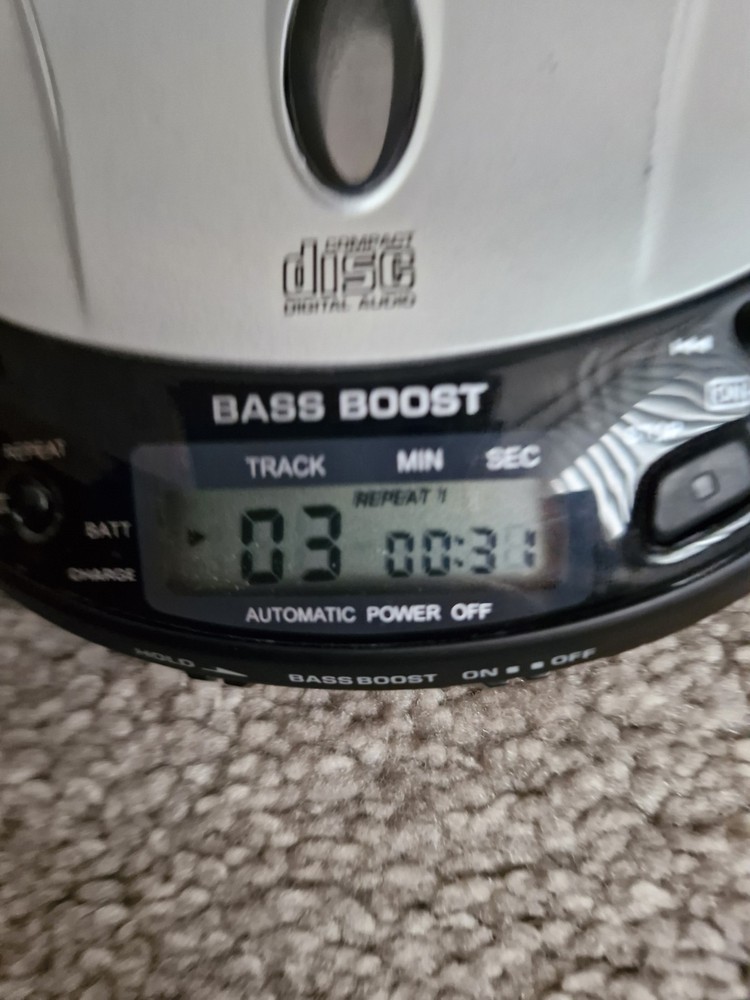 COMPACT
disc
DIGITAL AUDIO
BASS BOOST
REPEAT
TRACK MIN SEC
REPEAT 1
BATT
03 00:31
CHARGE
AUTOMATIC POWER OFF
HOLD
BASS BOOST ON OFF